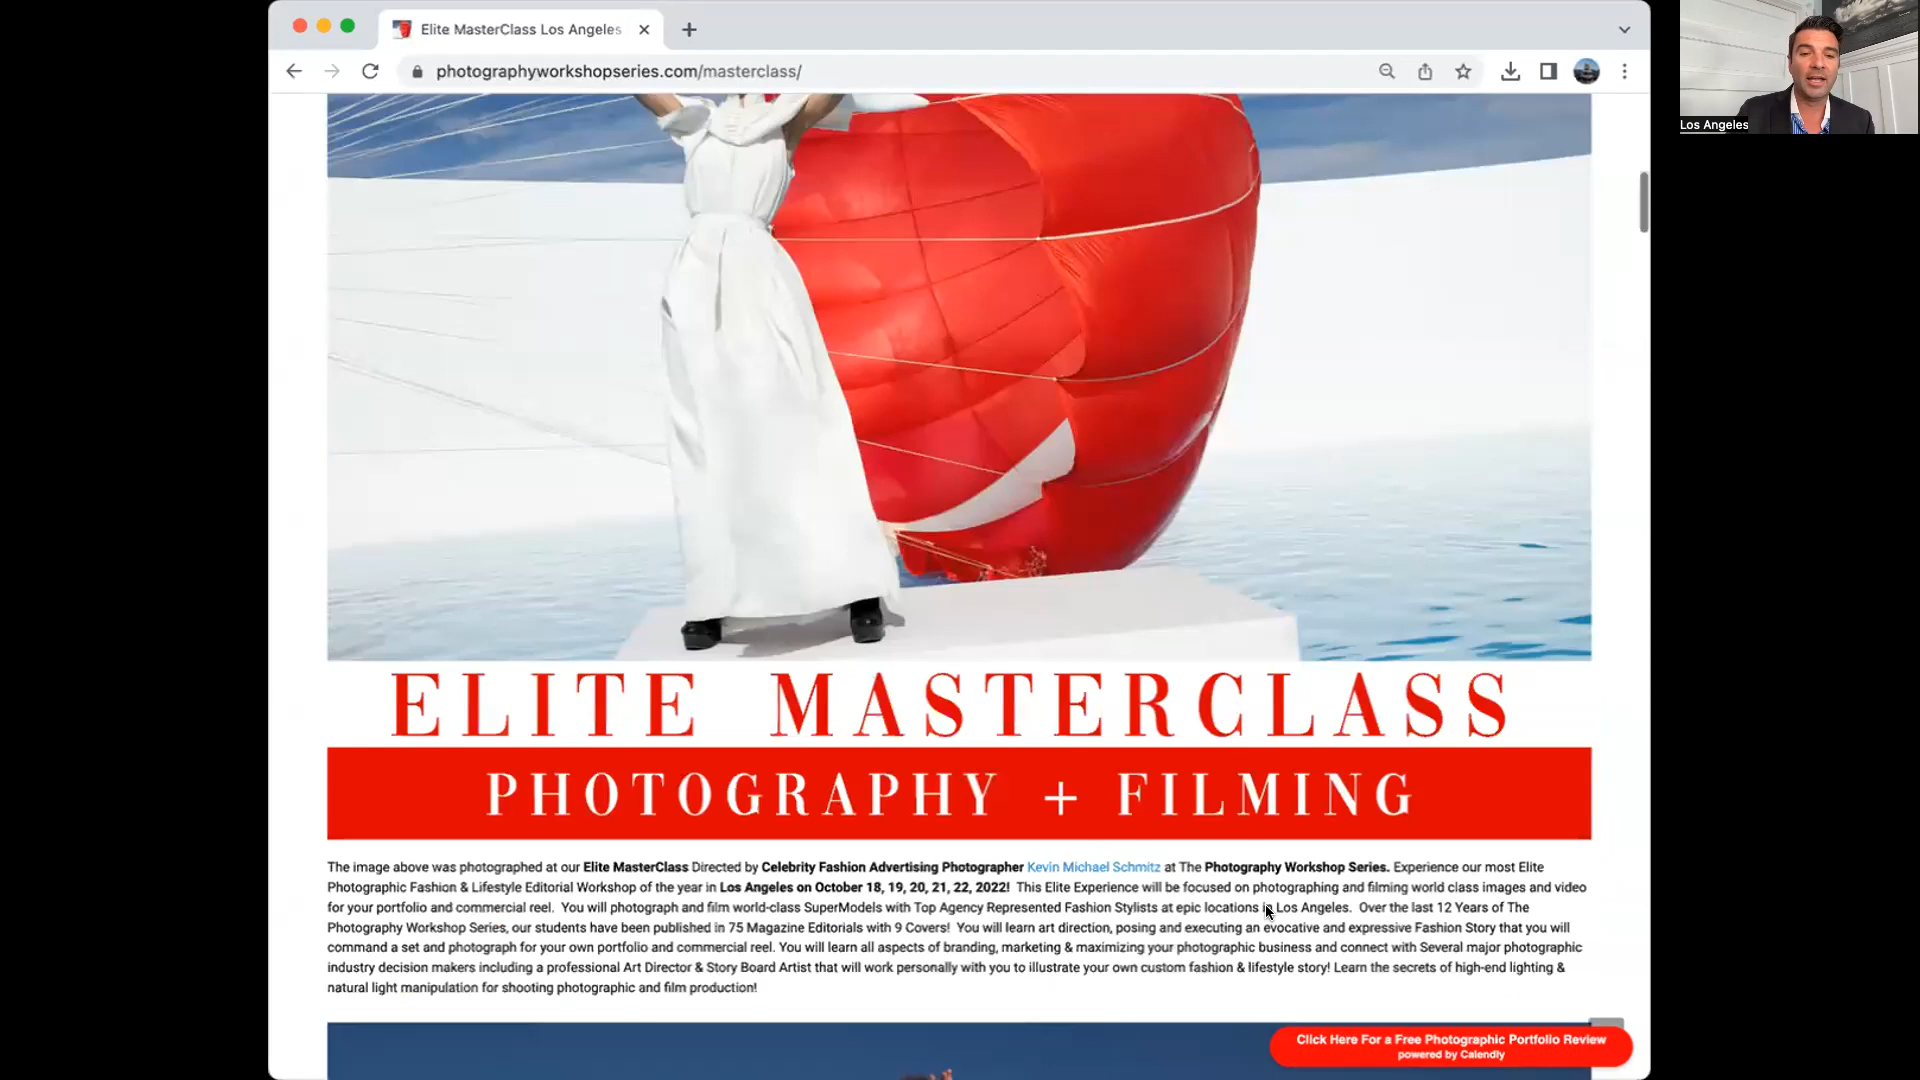 Elite MasterClass Los Angeles
photographyworkshopseries.com/masterclass/
Los Angeles
ELITE MASTERCLASS
PHOTOGRAPHY + FILMING
The image above was photographed at our Elite MasterClass Directed by Celebrity Fashion Advertising Photographer Kevin Michael Schmitz at The Photography Workshop Series. Experience our most Elite
Photographic Fashion & Lifestyle Editorial Workshop of the year in Los Angeles on October 18, 19, 20, 21, 22, 2022! This Elite Experience will be focused on photographing and filming world class images and video
for your portfolio and commercial reel. You will photograph and film world-class SuperModels with Top Agency Represented Fashion Stylists at epic locations in Los Angeles. Over the last 12 Years of The
Photography Workshop Series, our students have been published in 75 Magazine Editorials with 9 Covers! You will learn art direction, posing and executing an evocative and expressive Fashion Story that you will
command a set and photograph for your own portfolio and commercial reel. You will learn all aspects of branding, marketing & maximizing your photographic business and connect with Several major photographic
industry decision makers including a professional Art Director & Story Board Artist that will work personally with you to illustrate your own custom fashion & lifestyle story! Learn the secrets of high-end lighting &
natural light manipulation for shooting photographic and film production!
Click Here For a Free Photographic Portfolio Review
powered by Calendly